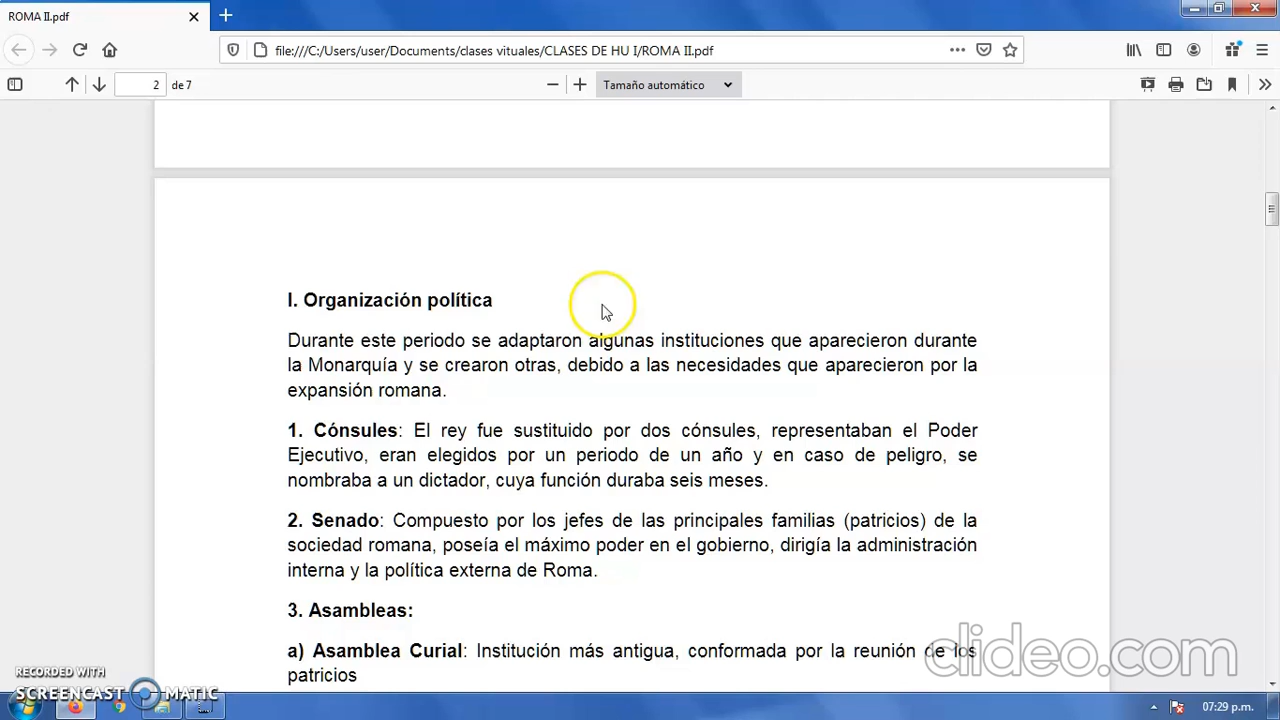 ROMA II.pdf
file:///C:/Users/user/Documents/clases vituales/CLASES DE HU I/ROMA II.pdf
2 de 7
Tamaño automático
I. Organización política
Durante este periodo se adaptaron algunas instituciones que aparecieron durante
la Monarquía y se crearon otras, debido a las necesidades que aparecieron por la
expansión romana.
1. Cónsules: El rey fue sustituido por dos cónsules, representaban el Poder
Ejecutivo, eran elegidos por un periodo de un año y en caso de peligro, se
nombraba a un dictador, cuya función duraba seis meses.
2. Senado: Compuesto por los jefes de las principales familias (patricios) de la
sociedad romana, poseía el máximo poder en el gobierno, dirigía la administración
interna y la política externa de Roma.
3. Asambleas:
a) Asamblea Curial: Institución más antigua, conformada por la reunión de los
patricios
clideo.com
RECORDED WITH
SCREENCAST MATIC
07:29 p.m.